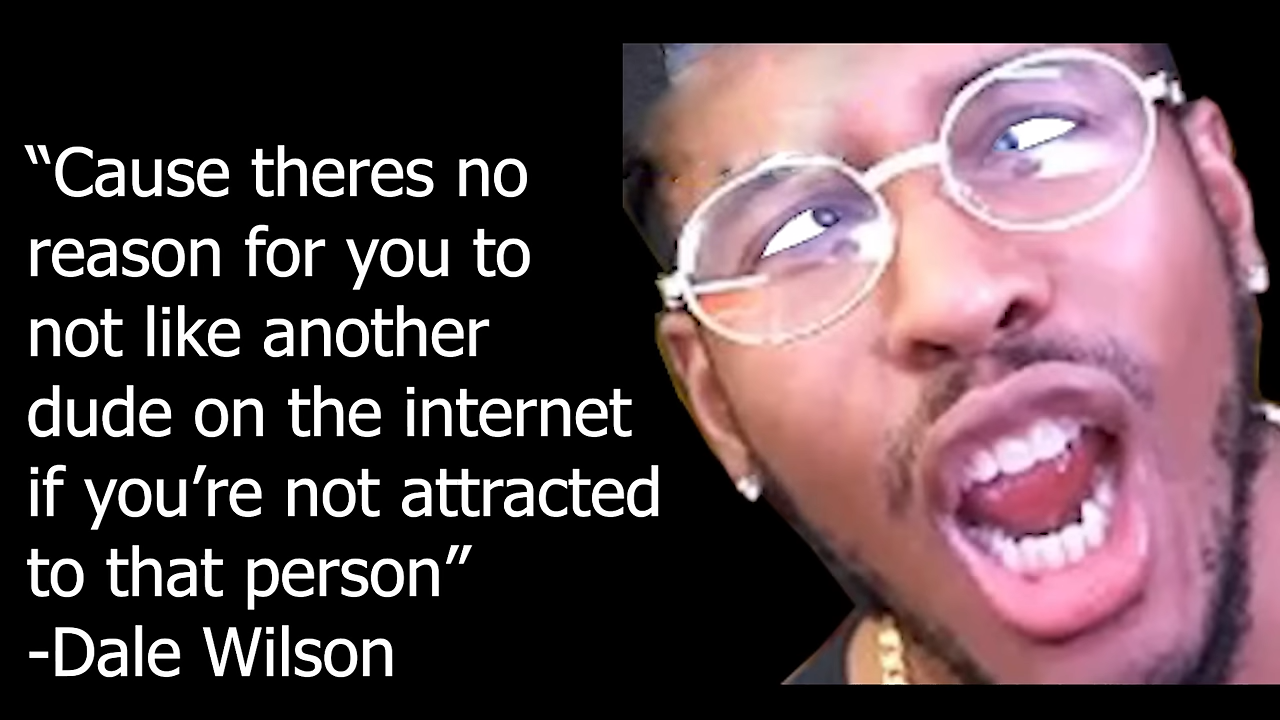 “Cause theres no
reason for you to
not like another
dude on the internet
if you’re not attracted
to that person”
-Dale Wilson